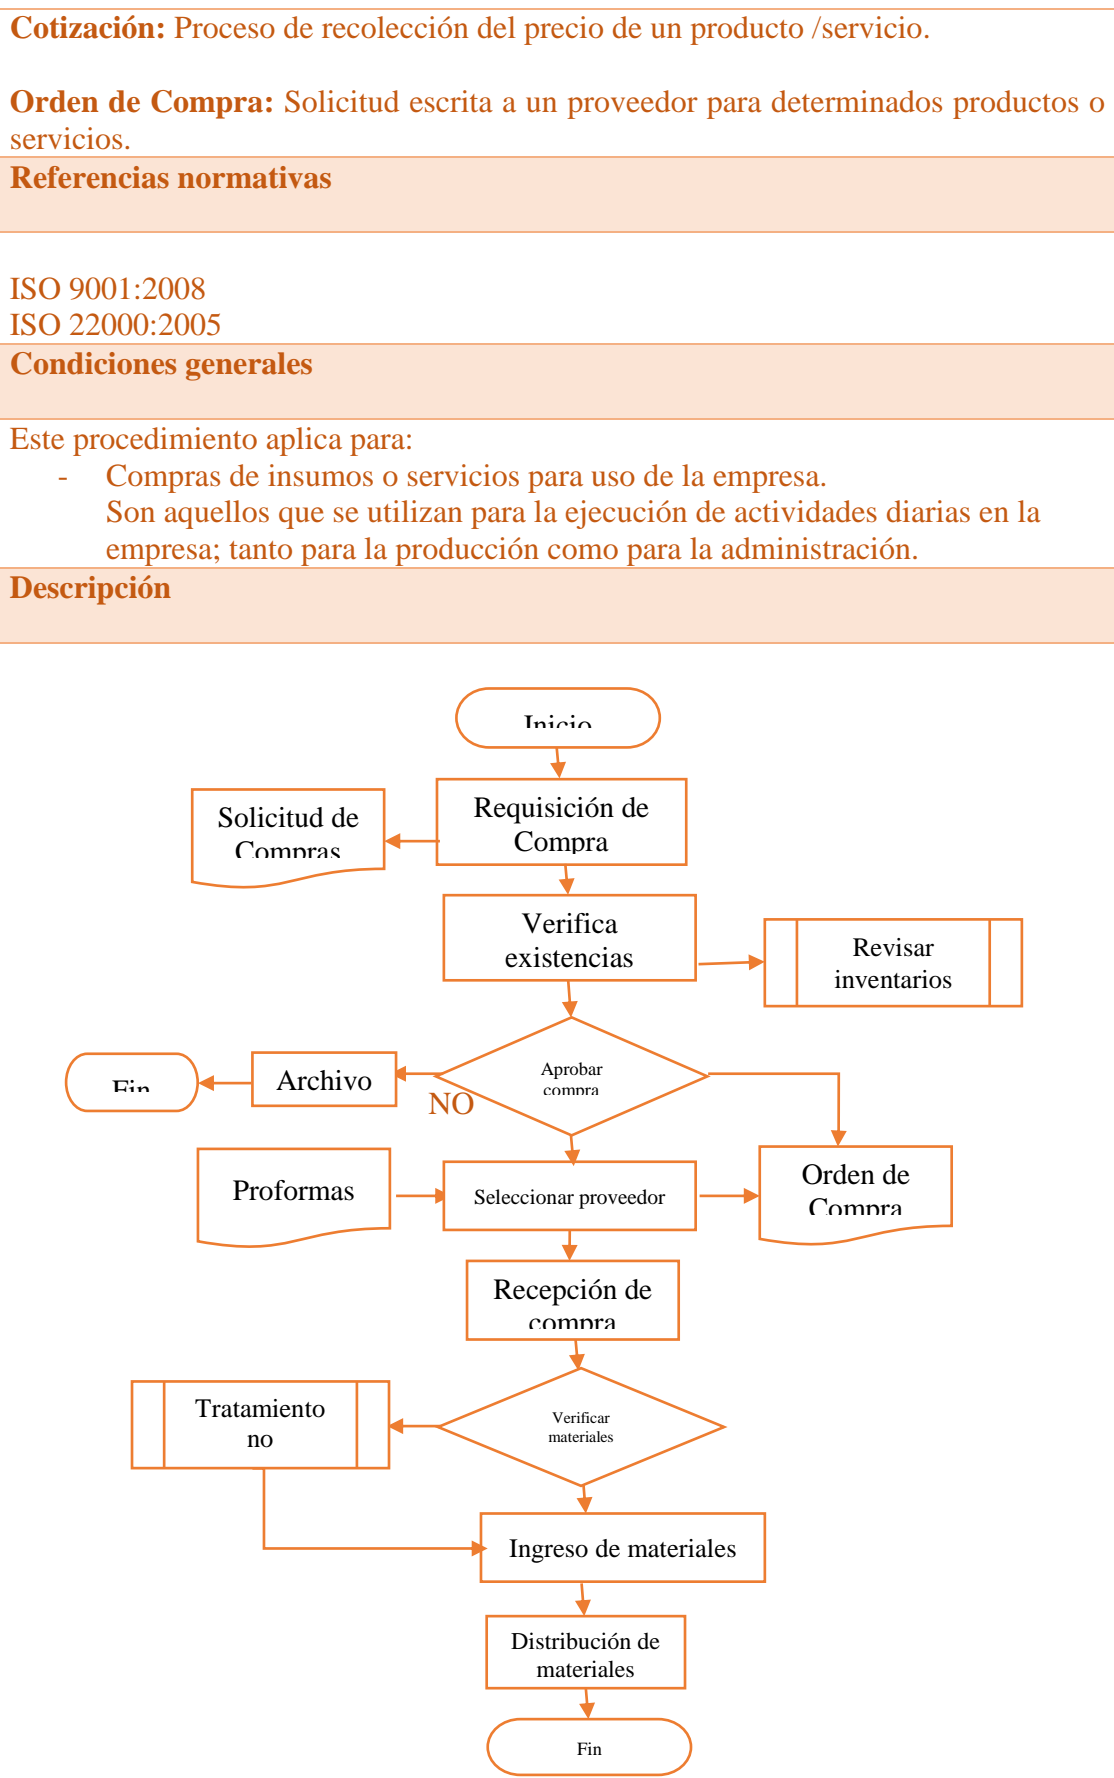 Cotización: Proceso de recolección del precio de un producto /servicio.
Orden de Compra: Solicitud escrita a un proveedor para determinados productos o
servicios.
Referencias normativas
ISO 9001:2008
ISO 22000:2005
Condiciones generales
Este procedimiento aplica para:
- Compras de insumos o servicios para uso de la empresa.
Son aquellos que se utilizan para la ejecución de actividades diarias en la
empresa; tanto para la producción como para la administración.
Descripción
Inicio
Requisición de
Compra
Solicitud de
Compras
Verifica
existencias
Revisar
inventarios
Aprobar
compra
NO
Archivo
Fin
Proformas
Seleccionar proveedor
Orden de
Compra
Recepción de
compra
Verificar
materiales
Tratamiento
no
Ingreso de materiales
Distribución de
materiales
Fin